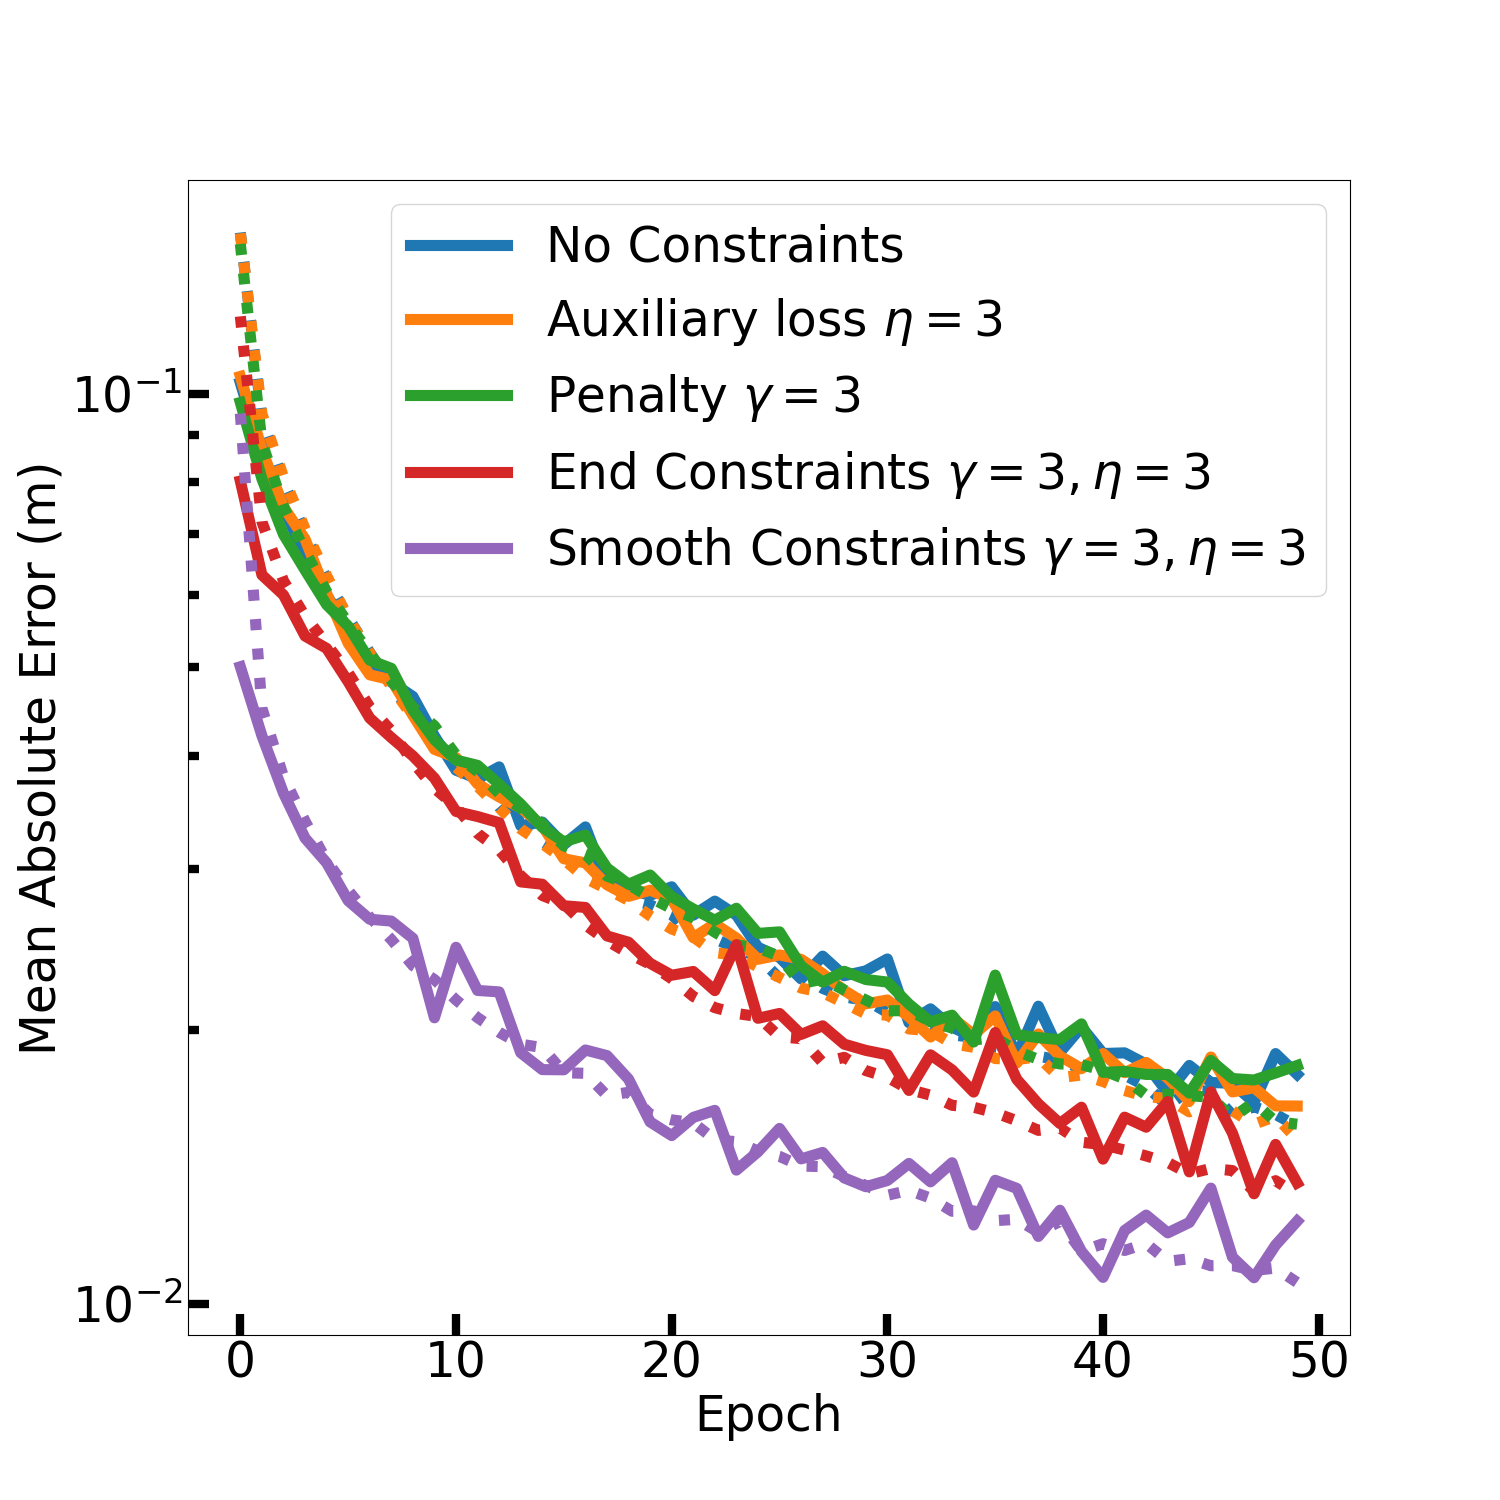 No Constraints
Auxiliary loss η = 3
Penalty γ = 3
End Constraints γ = 3, η = 3
Smooth Constraints γ = 3, η = 3
Mean Absolute Error (m)
10⁻¹
10⁻²
0 10 20 30 40 50
Epoch